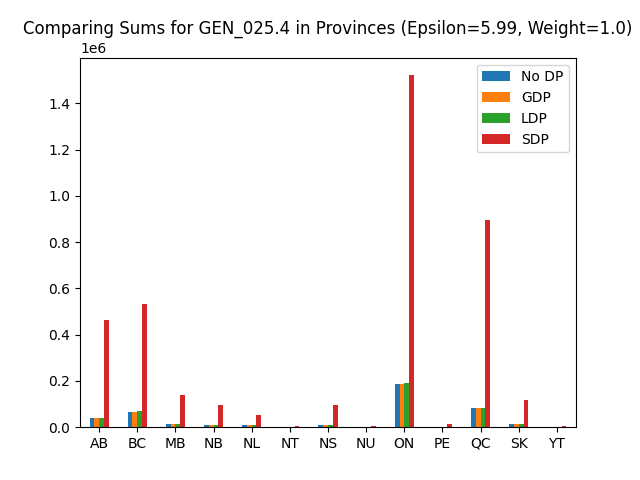 Comparing Sums for GEN_025.4 in Provinces (Epsilon=5.99, Weight=1.0)
1e6
No DP
GDP
LDP
SDP
1.4
1.2
1.0
0.8
0.6
0.4
0.2
0.0
AB BC MB NB NL NT NS NU ON PE QC SK YT